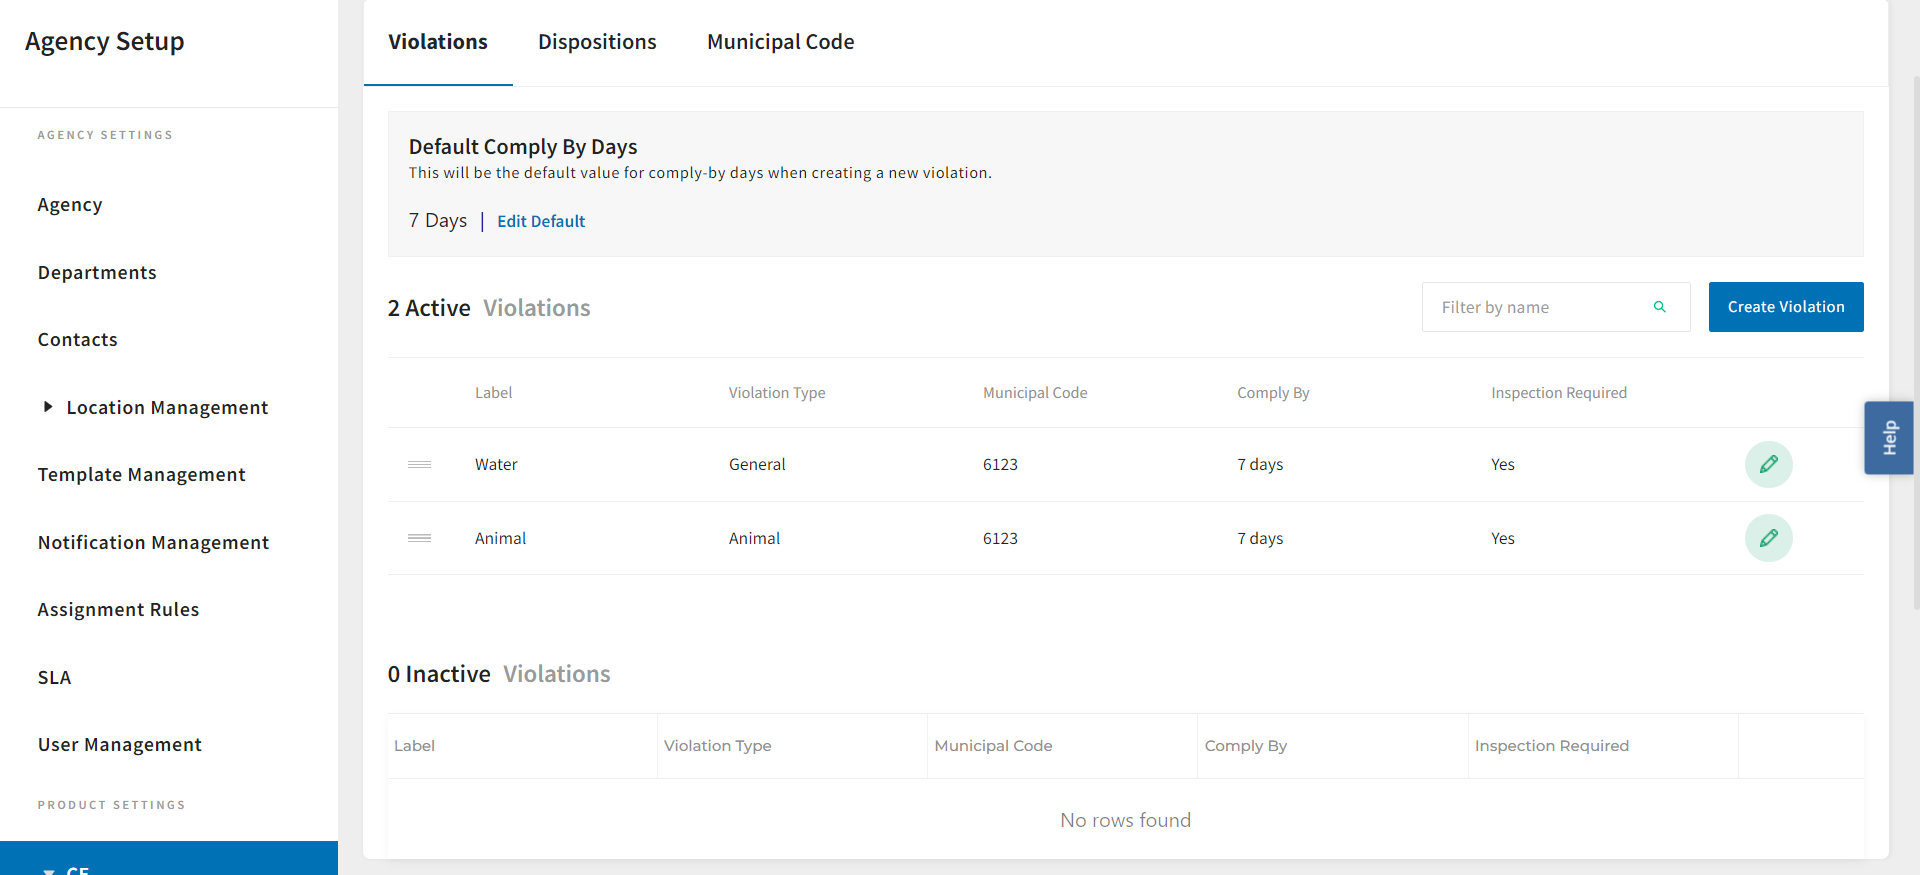 Agency Setup
AGENCY SETTINGS
Agency
Departments
Contacts
Location Management
Template Management
Notification Management
Assignment Rules
SLA
User Management
PRODUCT SETTINGS
CE
Violations Dispositions Municipal Code
Default Comply By Days
This will be the default value for comply-by days when creating a new violation.
7 Days | Edit Default
2 Active Violations
Filter by name
Create Violation
Label Violation Type Municipal Code Comply By Inspection Required
Water General 6123 7 days Yes
Animal Animal 6123 7 days Yes
0 Inactive Violations
Label Violation Type Municipal Code Comply By Inspection Required
No rows found
Help